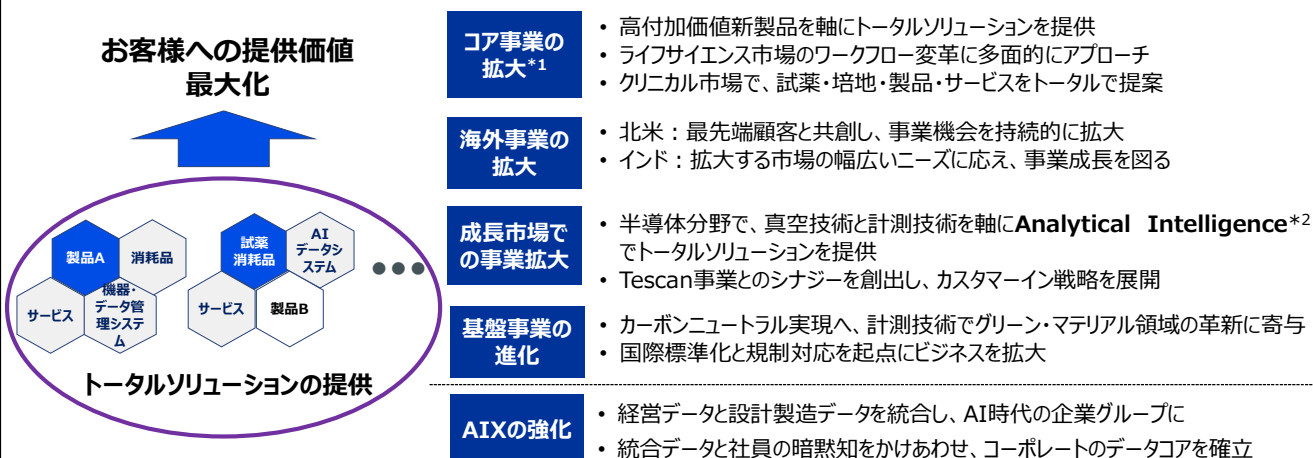 お客様への提供価値
最大化
製品A
消耗品
サービス
機器・
データ管
理システ
ム
試薬
消耗品
AI
データシ
ステム
サービス
製品B
●●●
トータルソリューションの提供
コア事業の
拡大*1
• 高付加価値新製品を軸にトータルソリューションを提供
• ライフサイエンス市場のワークフロー変革に多面的にアプローチ
• クリニカル市場で、試薬・培地・製品・サービスをトータルで提案
海外事業の
拡大
• 北米：最先端顧客と共創し、事業機会を持続的に拡大
• インド：拡大する市場の幅広いニーズに応え、事業成長を図る
成長市場で
の事業拡大
• 半導体分野で、真空技術と計測技術を軸にAnalytical Intelligence*2
でトータルソリューションを提供
• Tescan事業とのシナジーを創出し、カスタマーイン戦略を展開
基盤事業の
進化
• カーボンニュートラル実現へ、計測技術でグリーン・マテリアル領域の革新に寄与
• 国際標準化と規制対応を起点にビジネスを拡大
AIXの強化
• 経営データと設計製造データを統合し、AI時代の企業グループに
• 統合データと社員の暗黙知をかけあわせ、コーポレートのデータコアを確立